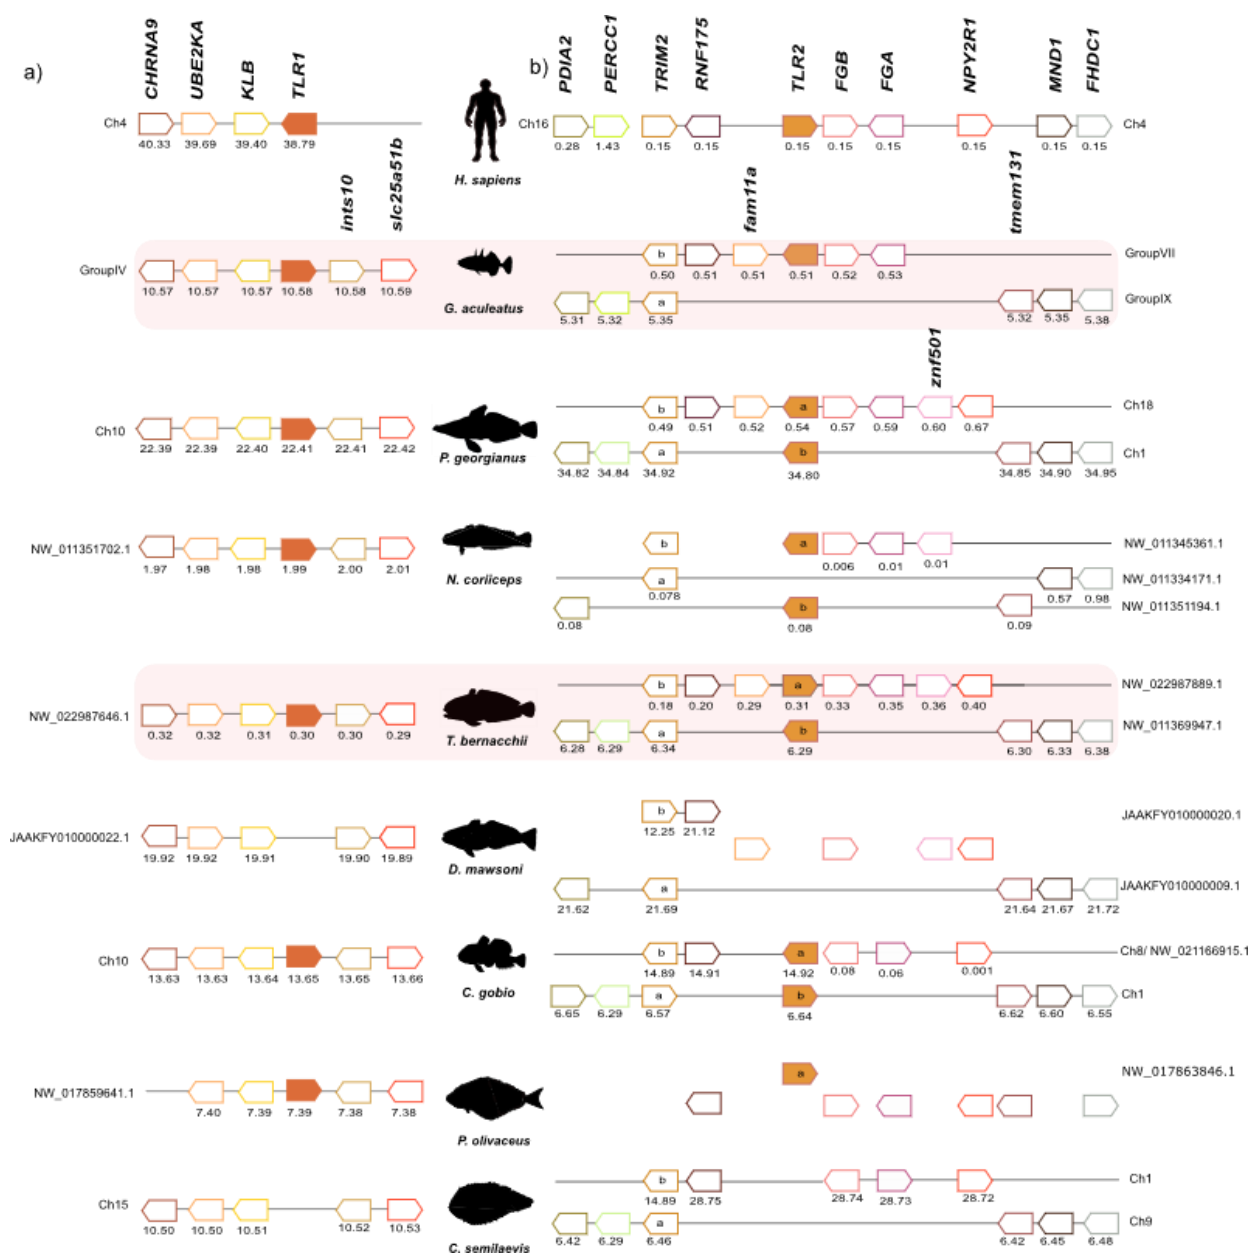 a)
CHRNA9 UBE2KA KLB TLR1
b)
PDIA2 PERCC1 TRIM2 RNF175 TLR2 FGB FGA NPY2R1 MND1 FHDC1
Ch4
40.33 39.69 39.40 38.79
H. sapiens
Ch16 Ch4
0.28 1.43 0.15 0.15 0.15 0.15 0.15 0.15 0.15 0.15
ints10 slc25a51b
fam11a tmem131
GroupIV
10.57 10.57 10.57 10.58 10.58 10.59
G. aculeatus
b GroupVII
0.50 0.51 0.51 0.51 0.52 0.53
a GroupIX
5.31 5.32 5.35 5.32 5.35 5.38
znf501
Ch10
22.39 22.39 22.40 22.41 22.41 22.42
P. georgianus
b a Ch18
0.49 0.51 0.52 0.54 0.57 0.59 0.60 0.67
a b Ch1
34.82 34.84 34.92 34.80 34.85 34.90 34.95
NW_011351702.1
1.97 1.98 1.98 1.99 2.00 2.01
N. coriiceps
b a NW_011345361.1
0.006 0.01 0.01
a NW_011334171.1
0.078 0.57 0.98
b NW_011351194.1
0.08 0.08 0.09
NW_022987646.1
0.32 0.32 0.31 0.30 0.30 0.29
T. bernacchii
b a NW_022987889.1
0.18 0.20 0.29 0.31 0.33 0.35 0.36 0.40
a b NW_011369947.1
6.28 6.29 6.34 6.29 6.30 6.33 6.38
JAAKFY010000022.1
19.92 19.92 19.91 19.90 19.89
D. mawsoni
b JAAKFY010000020.1
12.25 21.12
a JAAKFY010000009.1
21.62 21.69 21.64 21.67 21.72
Ch10
13.63 13.63 13.64 13.65 13.65 13.66
C. gobio
b a Ch8/ NW_021166915.1
14.89 14.91 14.92 0.08 0.06 0.001
a b Ch1
6.65 6.29 6.57 6.64 6.62 6.60 6.55
NW_017859641.1
7.40 7.39 7.39 7.38 7.38
P. olivaceus
a NW_017863846.1
Ch15
10.50 10.50 10.51 10.52 10.53
C. semilaevis
b Ch1
14.89 28.75 28.74 28.73 28.72
a Ch9
6.42 6.29 6.46 6.42 6.45 6.48